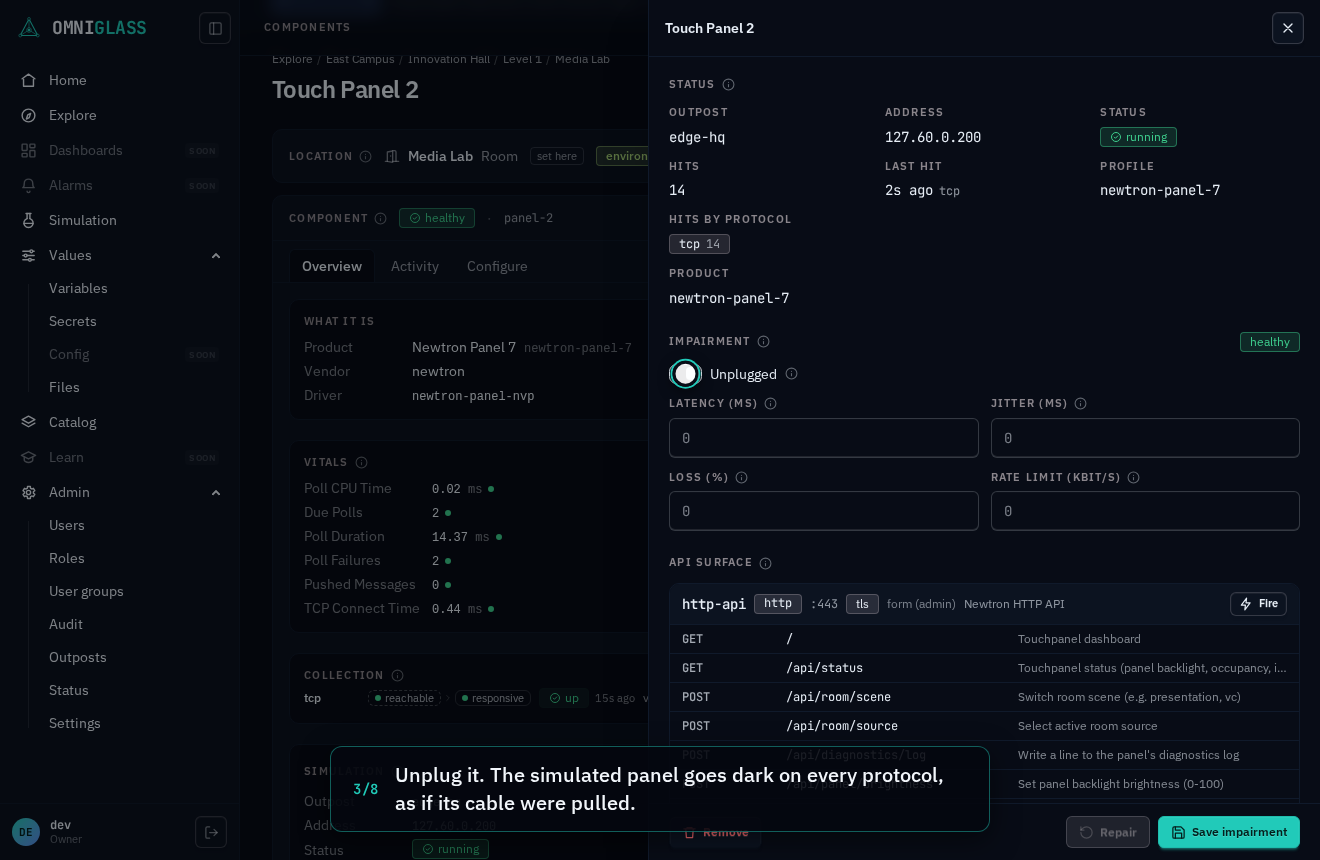 OMNIGLASS
Home
Explore
Dashboards SOON
Alarms SOON
Simulation
Values
Variables
Secrets
Config SOON
Files
Catalog
Learn SOON
Admin
Users
Roles
User groups
Audit
Outposts
Status
Settings
DE dev
Owner
COMPONENTS
Explore / East Campus / Innovation Hall / Level 1 / Media Lab
Touch Panel 2
LOCATION Media Lab Room set here environ
COMPONENT healthy · panel-2
Overview Activity Configure
WHAT IT IS
Product Newtron Panel 7 newtron-panel-7
Vendor newtron
Driver newtron-panel-nvp
VITALS
Poll CPU Time 0.02 ms
Due Polls 2
Poll Duration 14.37 ms
Poll Failures 2
Pushed Messages 0
TCP Connect Time 0.44 ms
COLLECTION
tcp reachable › responsive up 15s ago v
Status running
Touch Panel 2
STATUS
OUTPOST ADDRESS STATUS
edge-hq 127.60.0.200 running
HITS LAST HIT PROFILE
14 2s ago tcp newtron-panel-7
HITS BY PROTOCOL
tcp 14
PRODUCT
newtron-panel-7
IMPAIRMENT healthy
Unplugged
LATENCY (MS) JITTER (MS)
0 0
LOSS (%) RATE LIMIT (KBIT/S)
0 0
API SURFACE
http-api http :443 tls form (admin) Newtron HTTP API Fire
GET / Touchpanel dashboard
GET /api/status Touchpanel status (panel backlight, occupancy, i…
POST /api/room/scene Switch room scene (e.g. presentation, vc)
POST /api/room/source Select active room source
POST /api/diagnostics/log Write a line to the panel's diagnostics log
Set panel backlight brightness (0-100)
3/8 Unplug it. The simulated panel goes dark on every protocol,
as if its cable were pulled.
Remove Repair Save impairment